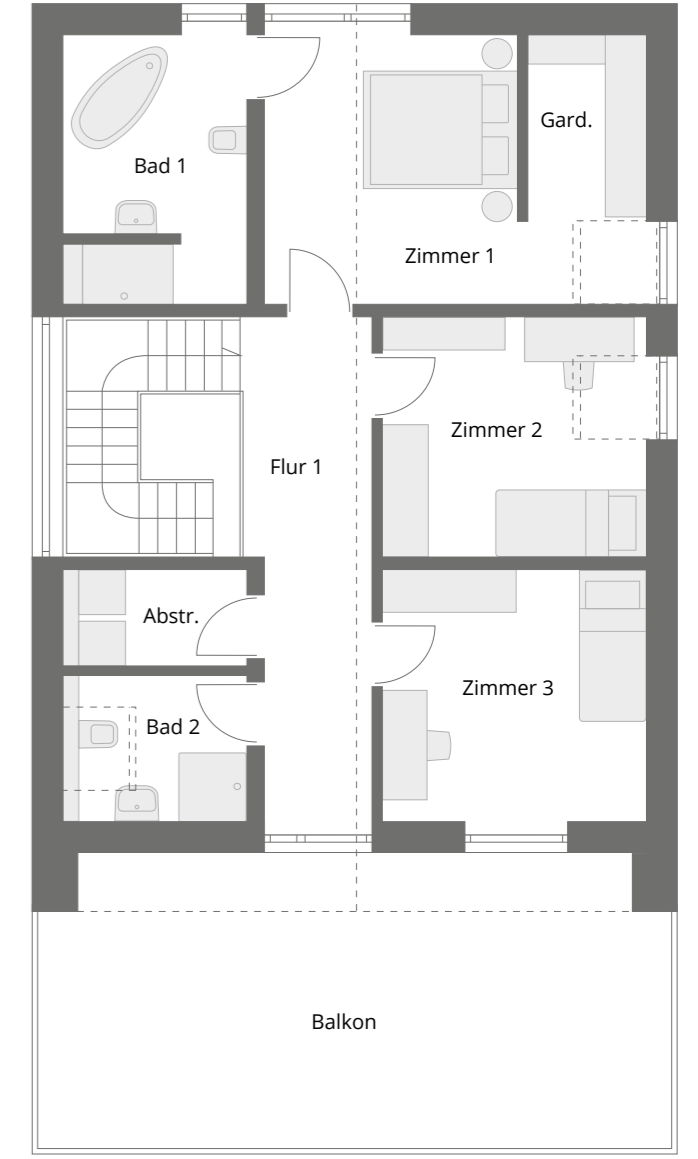 Gard.
Bad 1
Zimmer 1
Zimmer 2
Flur 1
Abstr.
Zimmer 3
Bad 2
Balkon